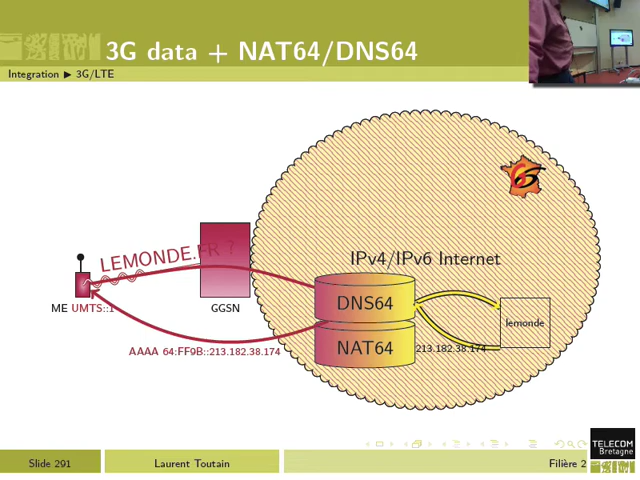 3G data + NAT64/DNS64
Integration ▶ 3G/LTE
LEMONDE.FR ?
IPv4/IPv6 Internet
DNS64
lemonde
ME UMTS::1
GGSN
NAT64
213.182.38.174
AAAA 64:FF9B::213.182.38.174
TELECOM
Bretagne
Slide 291
Laurent Toutain
Filière 2